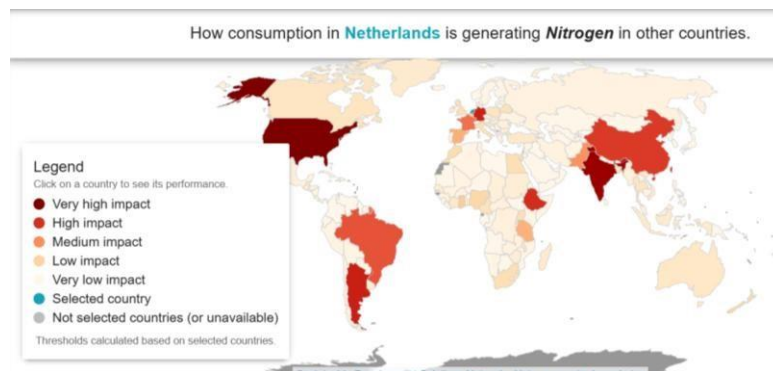 How consumption in Netherlands is generating Nitrogen in other countries.
Legend
Click on a country to see its performance.
Very high impact
High impact
Medium impact
Low impact
Very low impact
Selected country
Not selected countries (or unavailable)
Thresholds calculated based on selected countries.